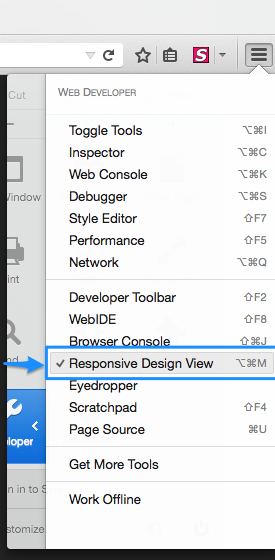 Cut
WEB DEVELOPER
Toggle Tools ⌥⌘I
Inspector ⌥⌘C
Web Console ⌥⌘K
Debugger ⌥⌘S
Style Editor ⇧F7
Performance ⇧F5
Network ⌥⌘Q
Developer Toolbar ⇧F2
WebIDE ⇧F8
Browser Console ⇧⌘J
✓ Responsive Design View ⌥⌘M
Eyedropper
Scratchpad ⇧F4
Page Source ⌘U
Get More Tools
Work Offline
Window
int
nd
loper
n in to S
ustomize
S